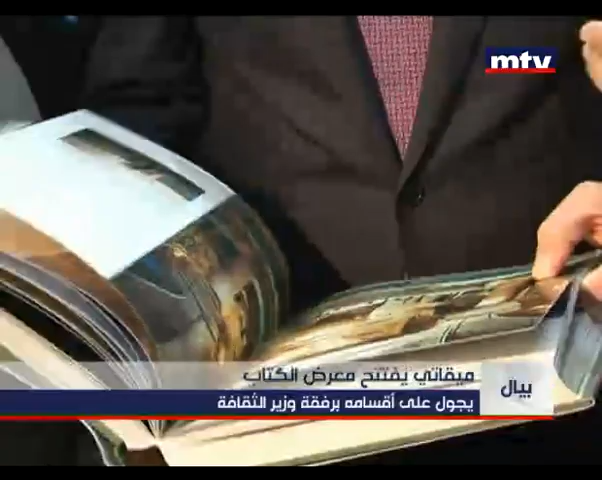 mtv
ميقاتي يفتتح معرض الكتاب
بيال
يجول على أقسامه برفقة وزير الثقافة